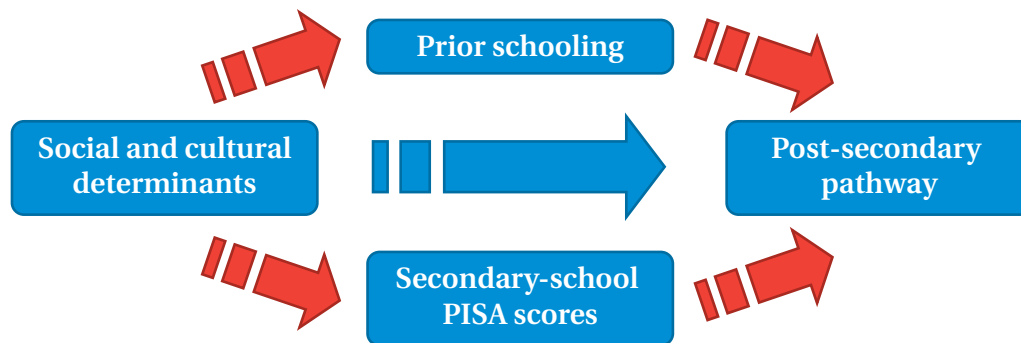 Prior schooling
Social and cultural
determinants
Post-secondary
pathway
Secondary-school
PISA scores